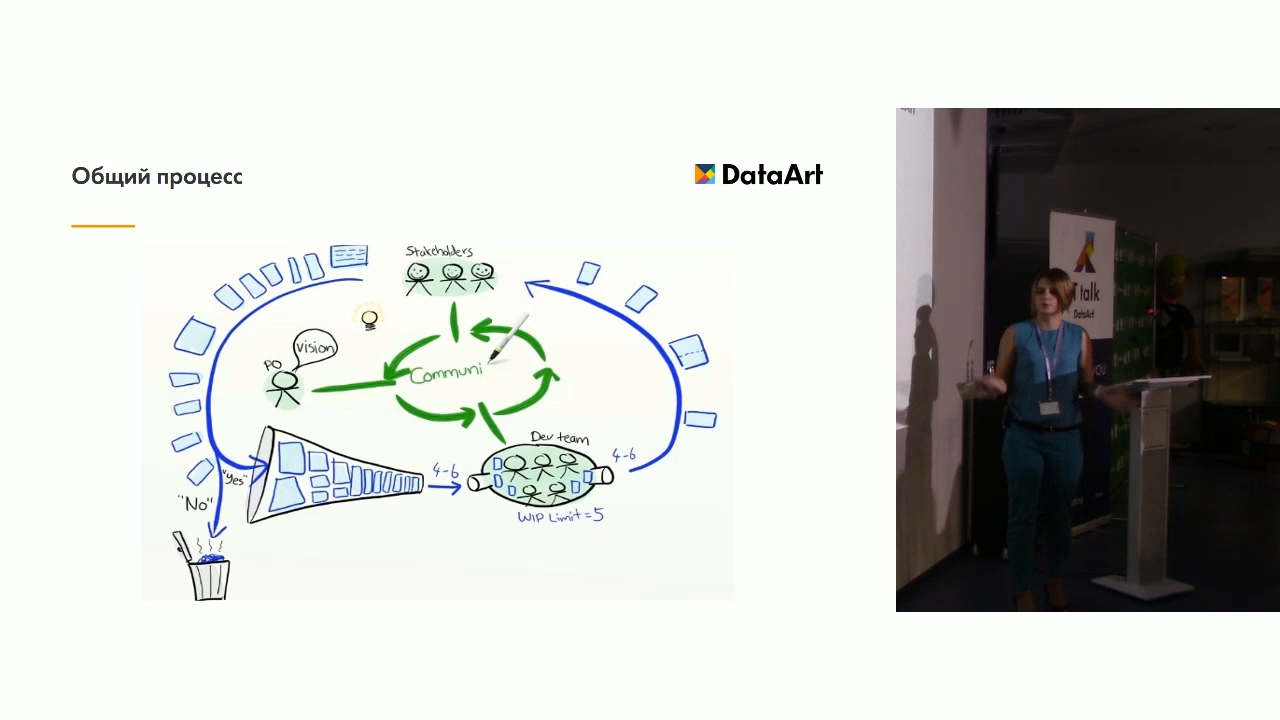 Общий процесс
DataArt
Stakeholders
vision
PO
Communi
Dev team
4-6
4-6
"Yes"
"No"
WIP Limit = 5
IT talk
DataArt